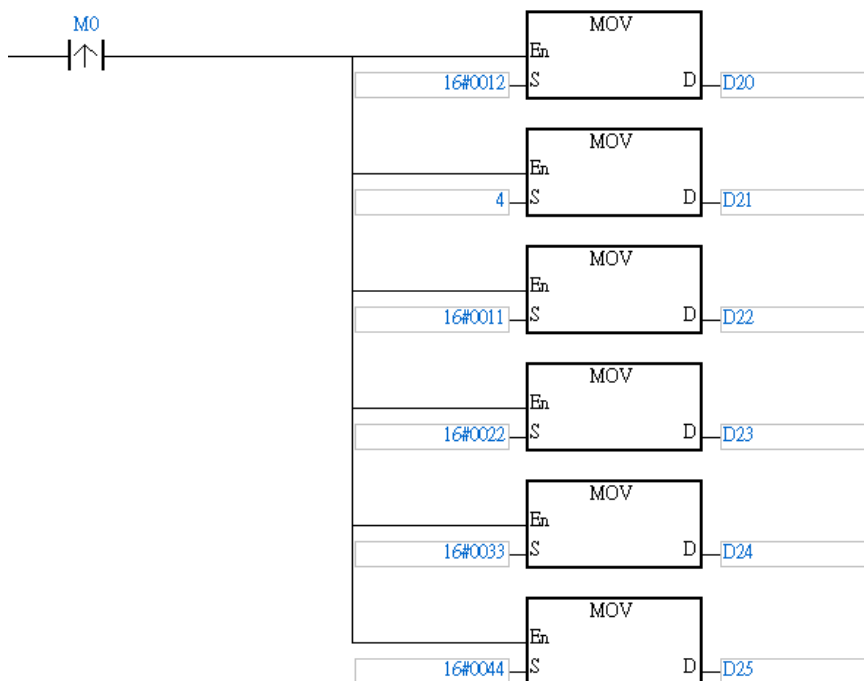 M0
MOV
En
16#0012 S D D20
MOV
En
4 S D D21
MOV
En
16#0011 S D D22
MOV
En
16#0022 S D D23
MOV
En
16#0033 S D D24
MOV
En
16#0044 S D D25